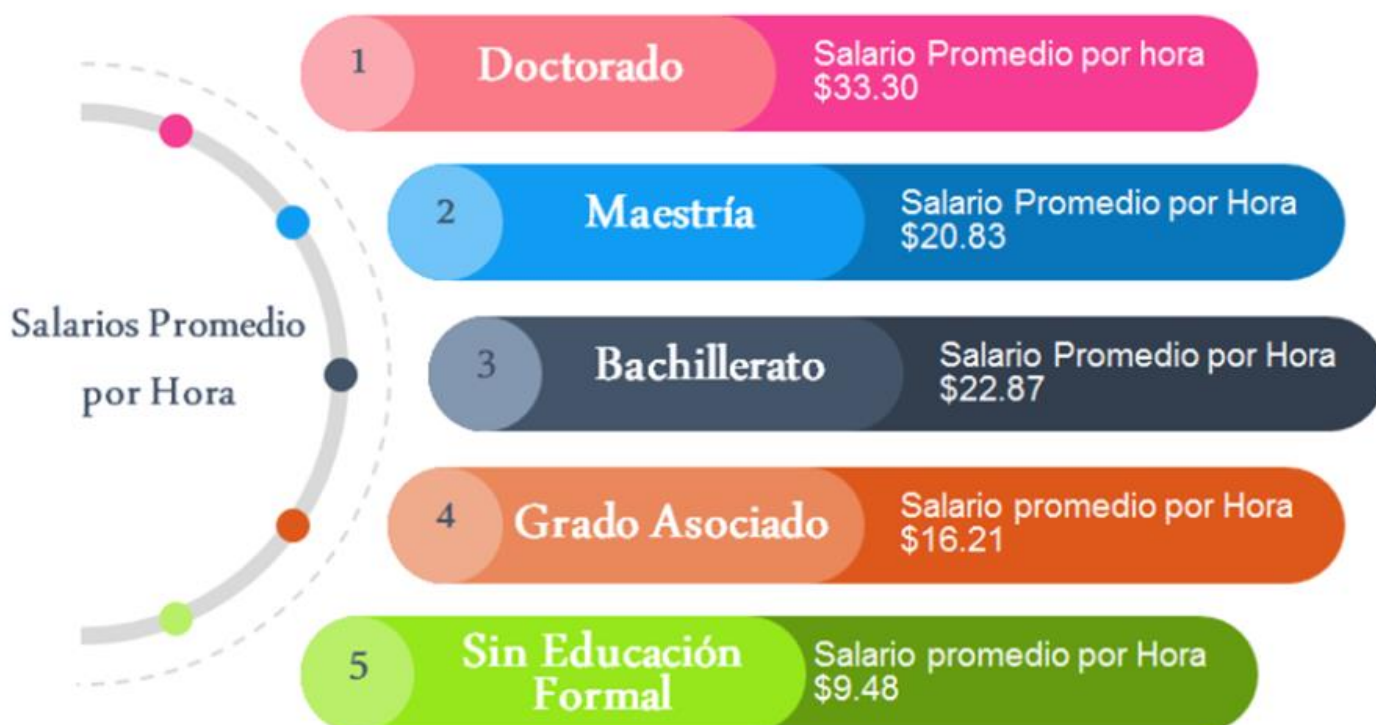 Salarios Promedio
por Hora
1
Doctorado
Salario Promedio por hora
$33.30
2
Maestría
Salario Promedio por Hora
$20.83
3
Bachillerato
Salario Promedio por Hora
$22.87
4
Grado Asociado
Salario promedio por Hora
$16.21
5
Sin Educación
Formal
Salario promedio por Hora
$9.48